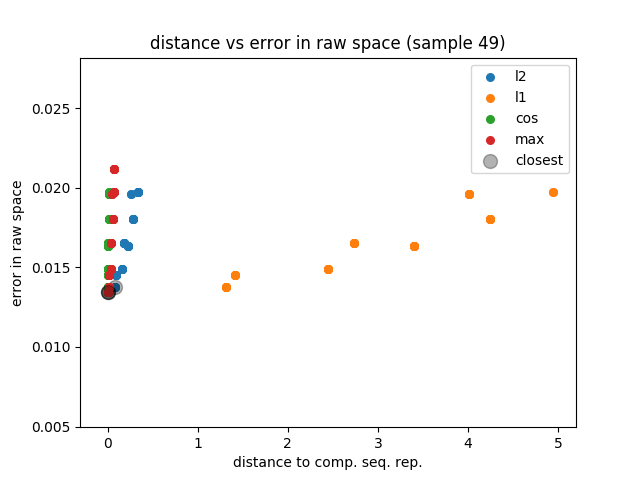 distance vs error in raw space (sample 49)
l2
l1
cos
max
closest
error in raw space
0.025
0.020
0.015
0.010
0.005
0
1
2
3
4
5
distance to comp. seq. rep.